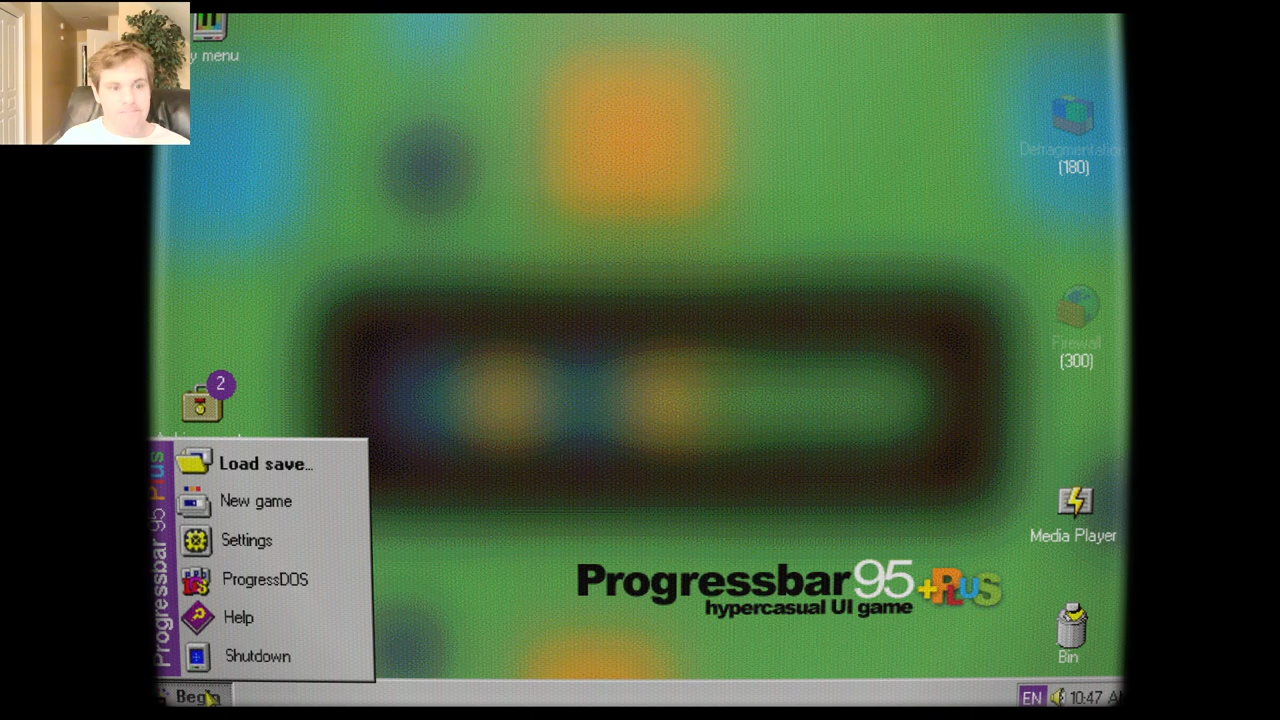 y menu
Defragmentation
(180)
Firewall
(300)
2
Load save...
New game
Settings
ProgressDOS
Help
Shutdown
Progressbar 95 Plus
Begin
Progressbar95+PLUS
hypercasual UI game
Media Player
Bin
EN
10:47 A